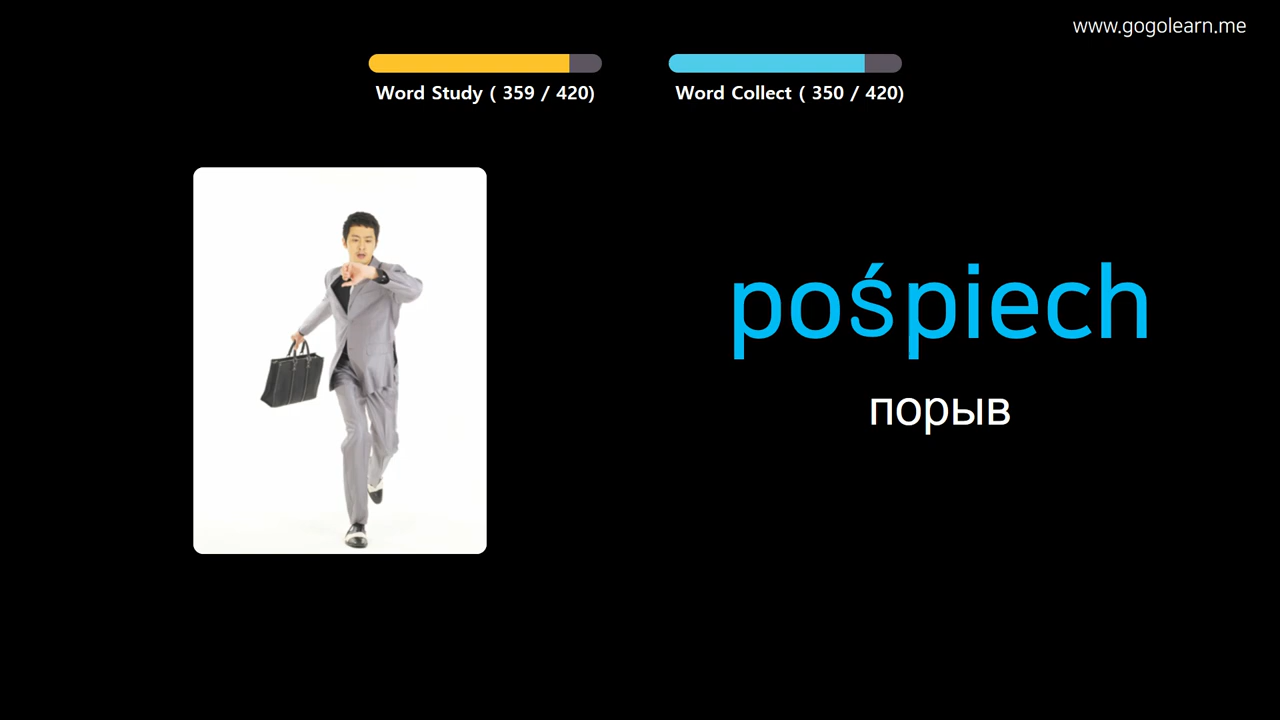 www.gogolearn.me
Word Study ( 359 / 420)
Word Collect ( 350 / 420)
pośpiech
порыв